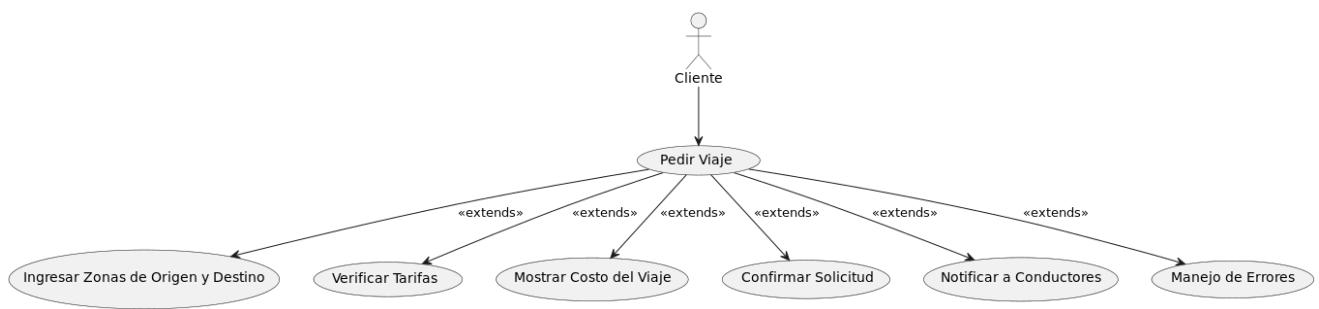 Cliente
Pedir Viaje
«extends»
«extends»
«extends»
«extends»
«extends»
«extends»
Ingresar Zonas de Origen y Destino
Verificar Tarifas
Mostrar Costo del Viaje
Confirmar Solicitud
Notificar a Conductores
Manejo de Errores